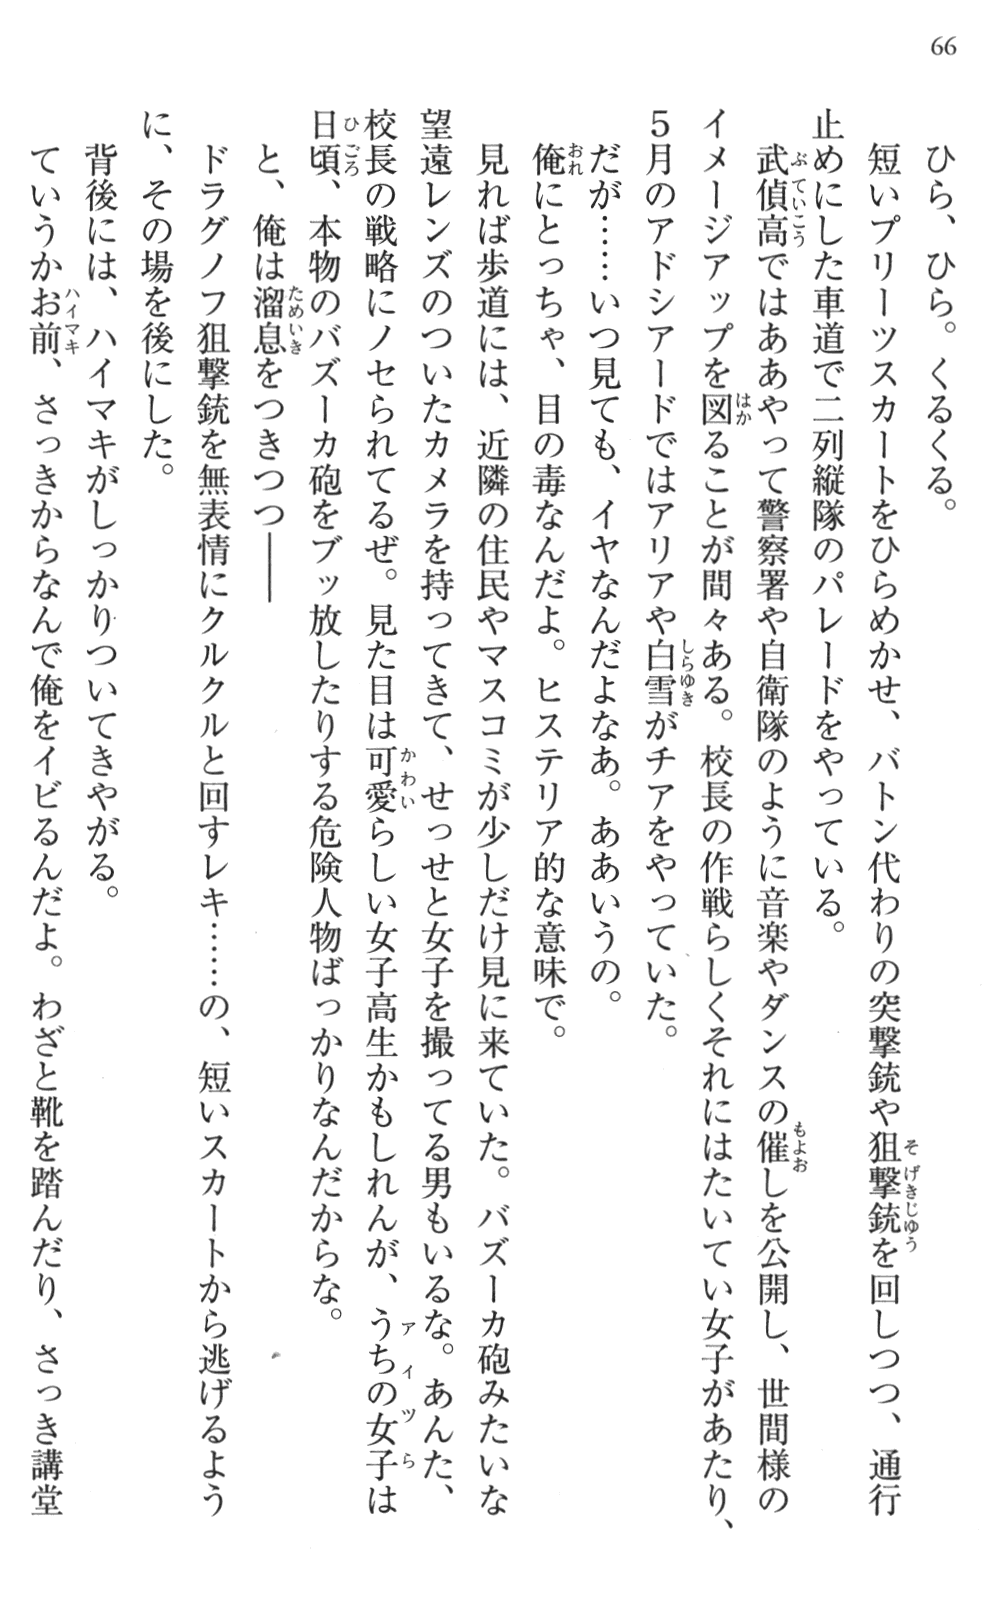 66
ひら、ひら。くるくる。
短いプリーツスカートをひらめかせ、バトン代わりの突撃銃や狙撃銃を回しつつ、通行
止めにした車道で二列縦隊のパレードをやっている。
武偵高ではああやって警察署や自衛隊のように音楽やダンスの催しを公開し、世間様の
イメージアップを図ることが間々ある。校長の作戦らしくそれにはたいてい女子があたり、
5月のアドシアードではアリアや白雪がチアをやっていた。
だが……いつ見ても、イヤなんだよなあ。ああいうの。
俺にとっちゃ、目の毒なんだよ。ヒステリア的な意味で。
見れば歩道には、近隣の住民やマスコミが少しだけ見に来ていた。バズーカ砲みたいな
望遠レンズのついたカメラを持ってきて、せっせと女子を撮ってる男もいるな。あんた、
校長の戦略にノセられてるぜ。見た目は可愛らしい女子高生かもしれんが、うちの女子は
日頃、本物のバズーカ砲をブッ放したりする危険人物ばっかりなんだからな。
と、俺は溜息をつきつつ――
ドラグノフ狙撃銃を無表情にクルクルと回すレキ……の、短いスカートから逃げるよう
に、その場を後にした。
背後には、ハイマキがしっかりついてきやがる。
ていうかお前、さっきからなんで俺をイビるんだよ。わざと靴を踏んだり、さっき講堂